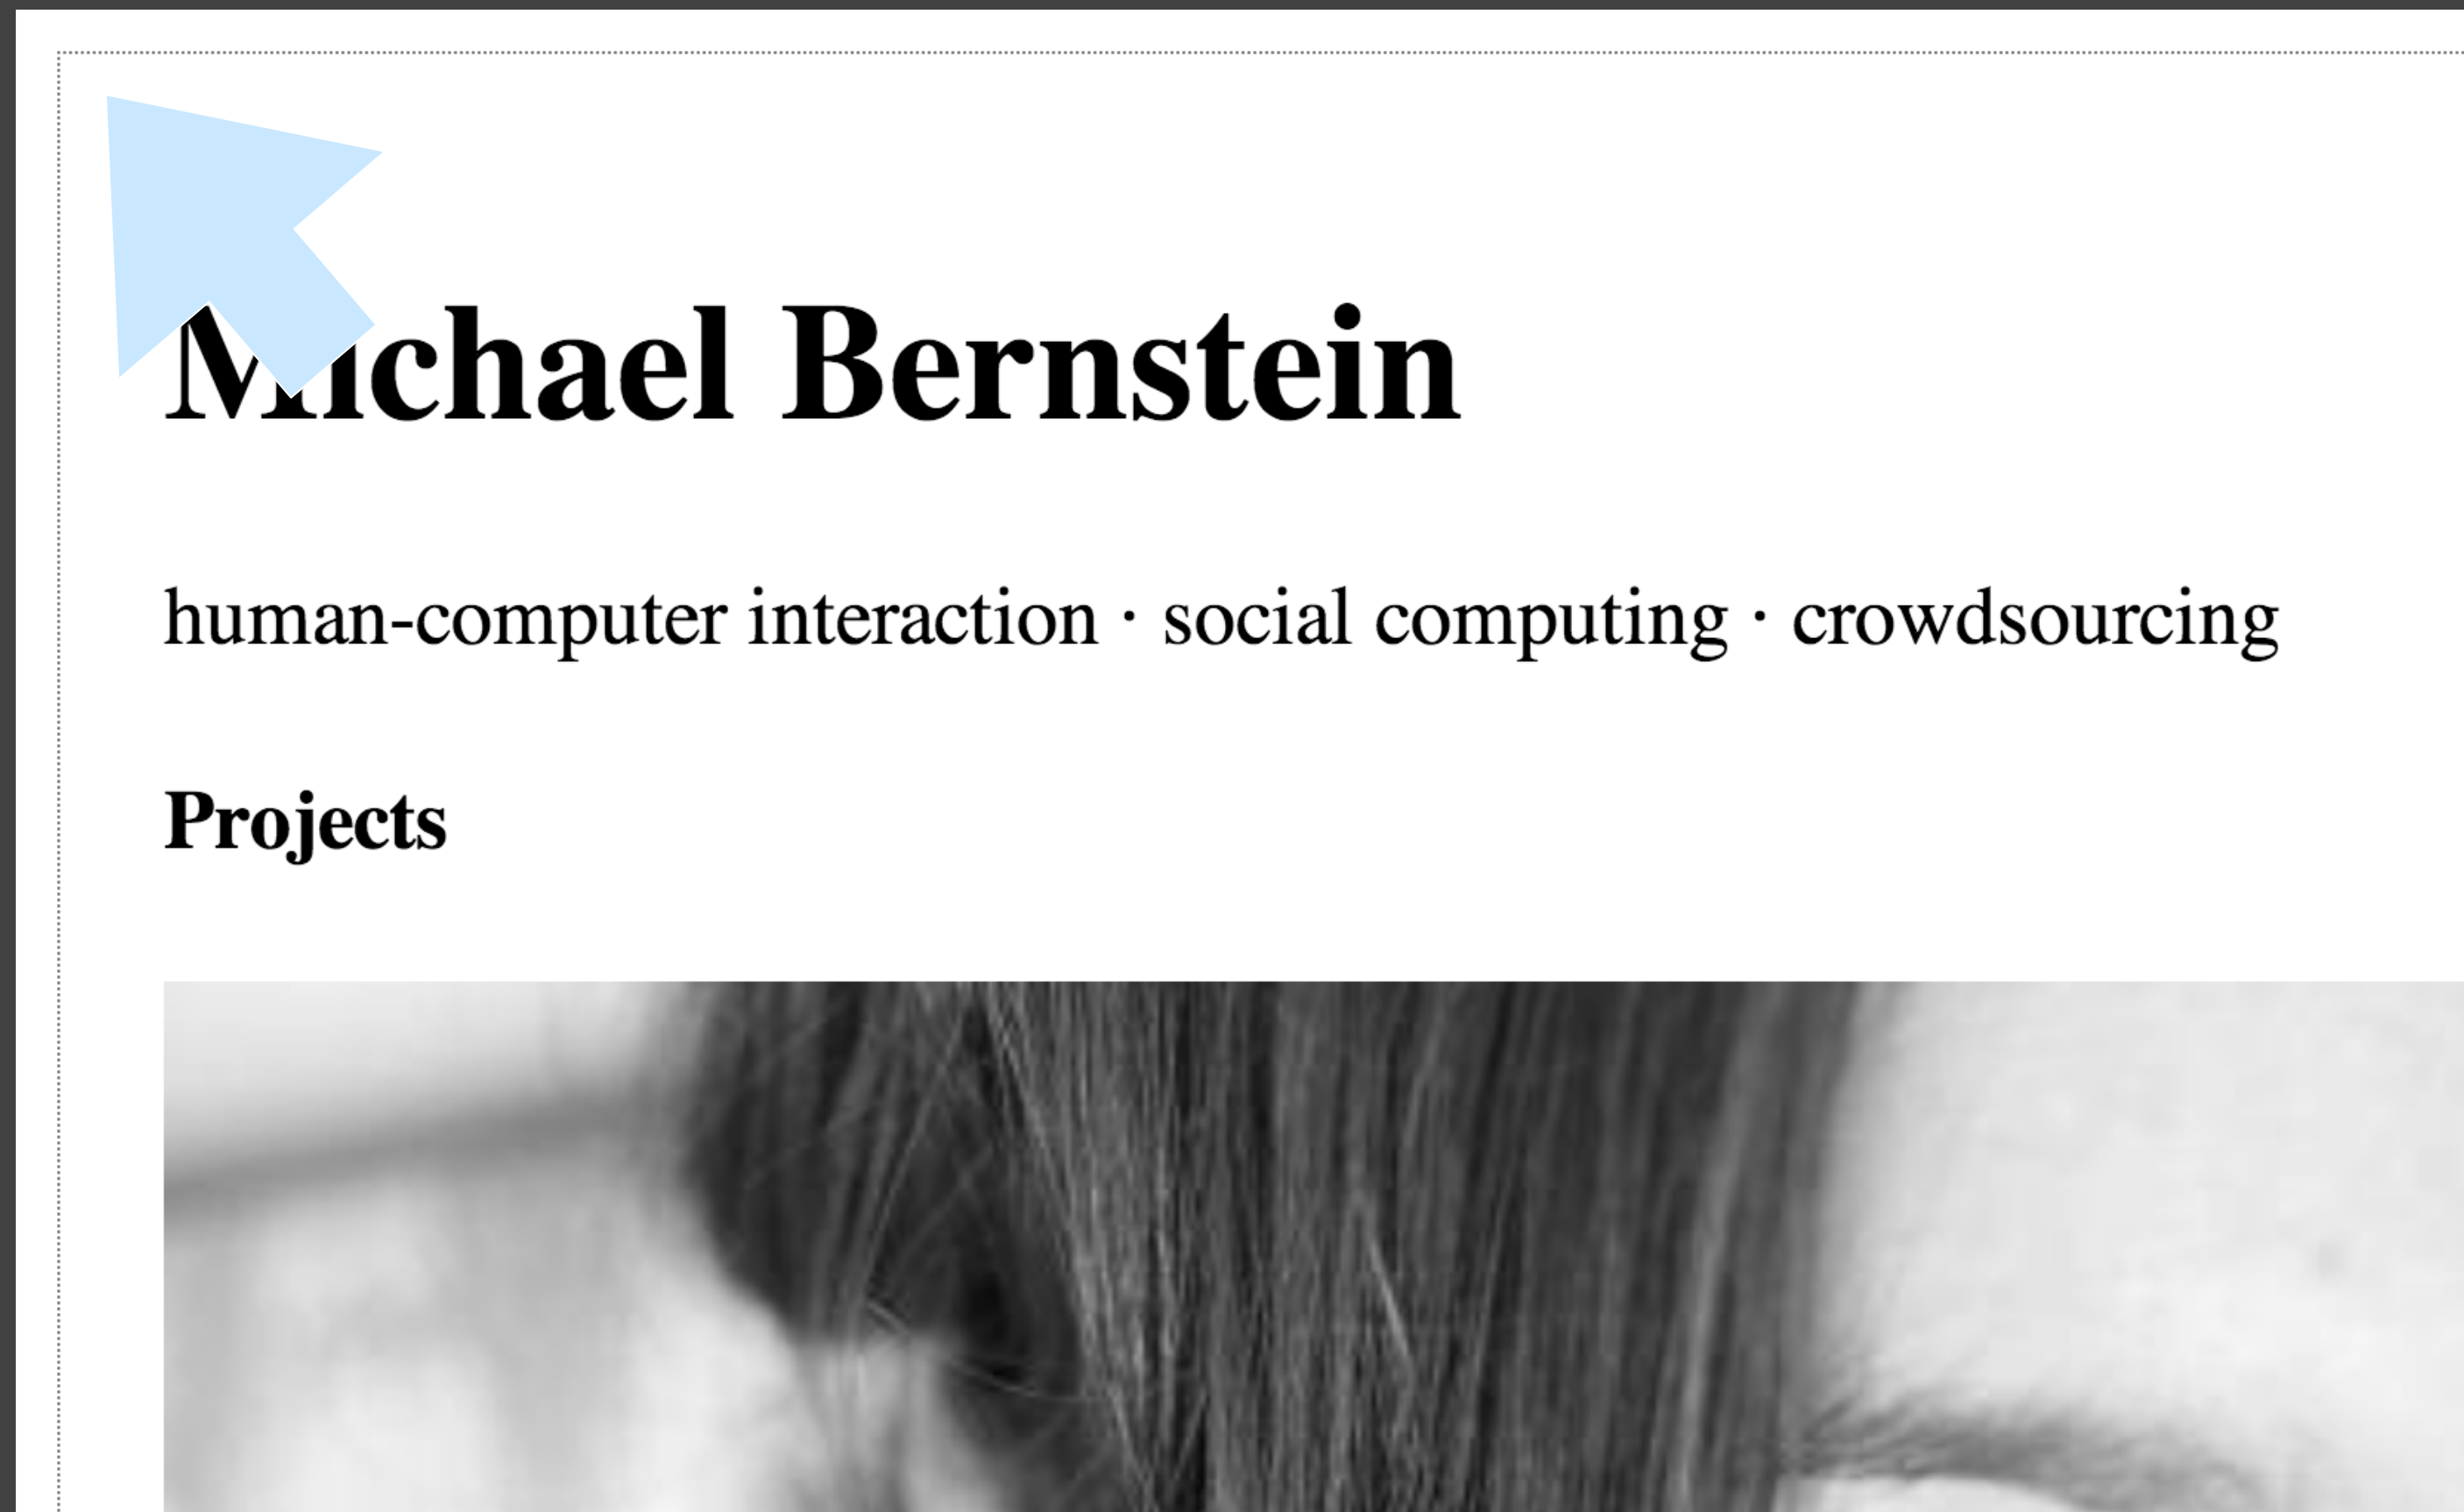 Michael Bernstein
human-computer interaction · social computing · crowdsourcing
Projects